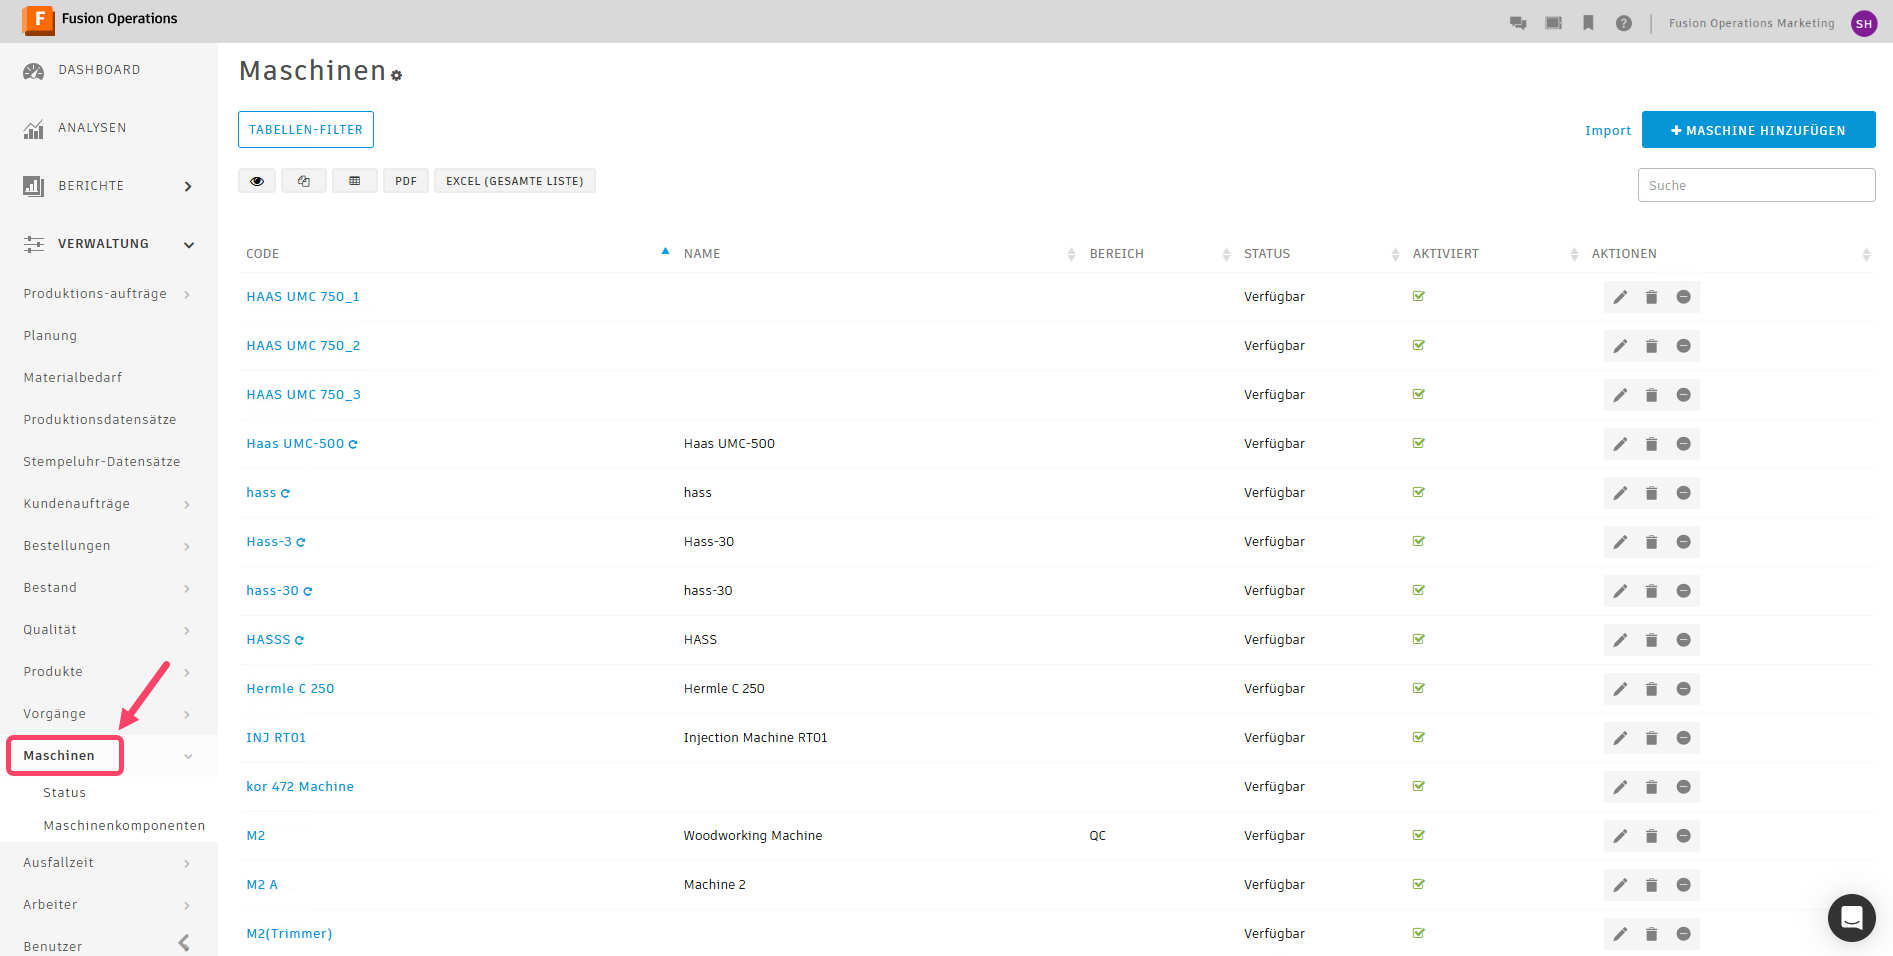 F Fusion Operations
Fusion Operations Marketing SH
DASHBOARD
ANALYSEN
BERICHTE
VERWALTUNG
Produktions-aufträge
Planung
Materialbedarf
Produktionsdatensätze
Stempeluhr-Datensätze
Kundenaufträge
Bestellungen
Bestand
Qualität
Produkte
Vorgänge
Maschinen
Status
Maschinenkomponenten
Ausfallzeit
Arbeiter
Benutzer
Maschinen
TABELLEN-FILTER
Import
MASCHINE HINZUFÜGEN
PDF EXCEL (GESAMTE LISTE)
Suche
CODE NAME BEREICH STATUS AKTIVIERT AKTIONEN
HAAS UMC 750_1 Verfügbar
HAAS UMC 750_2 Verfügbar
HAAS UMC 750_3 Verfügbar
Haas UMC-500 Haas UMC-500 Verfügbar
hass hass Verfügbar
Hass-3 Hass-30 Verfügbar
hass-30 hass-30 Verfügbar
HASSS HASS Verfügbar
Hermle C 250 Hermle C 250 Verfügbar
INJ RT01 Injection Machine RT01 Verfügbar
kor 472 Machine Verfügbar
M2 Woodworking Machine QC Verfügbar
M2 A Machine 2 Verfügbar
M2(Trimmer) Verfügbar